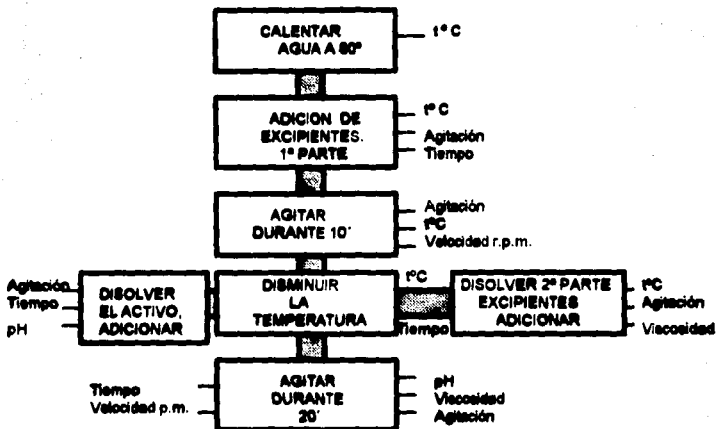 CALENTAR
AGUA A 80º
tº C
ADICION DE
EXCIPIENTES.
1ª PARTE
tº C
Agitación
Tiempo
AGITAR
DURANTE 10´
Agitación
tºC
Velocidad r.p.m.
Agitación
Tiempo
pH
DISOLVER
EL ACTIVO,
ADICIONAR
DISMINUIR
LA
TEMPERATURA
tºC
Tiempo
DISOLVER 2ª PARTE
EXCIPIENTES
ADICIONAR
tºC
Agitación
Viscosidad
Tiempo
Velocidad p.m.
AGITAR
DURANTE
20´
pH
Viscosidad
Agitación